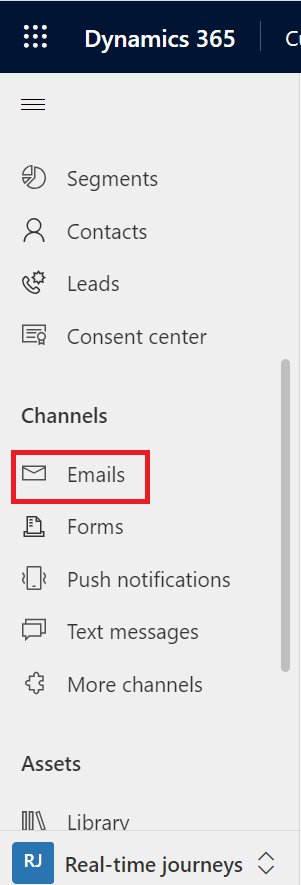 Dynamics 365
Segments
Contacts
Leads
Consent center
Channels
Emails
Forms
Push notifications
Text messages
More channels
Assets
Library
RJ Real-time journeys